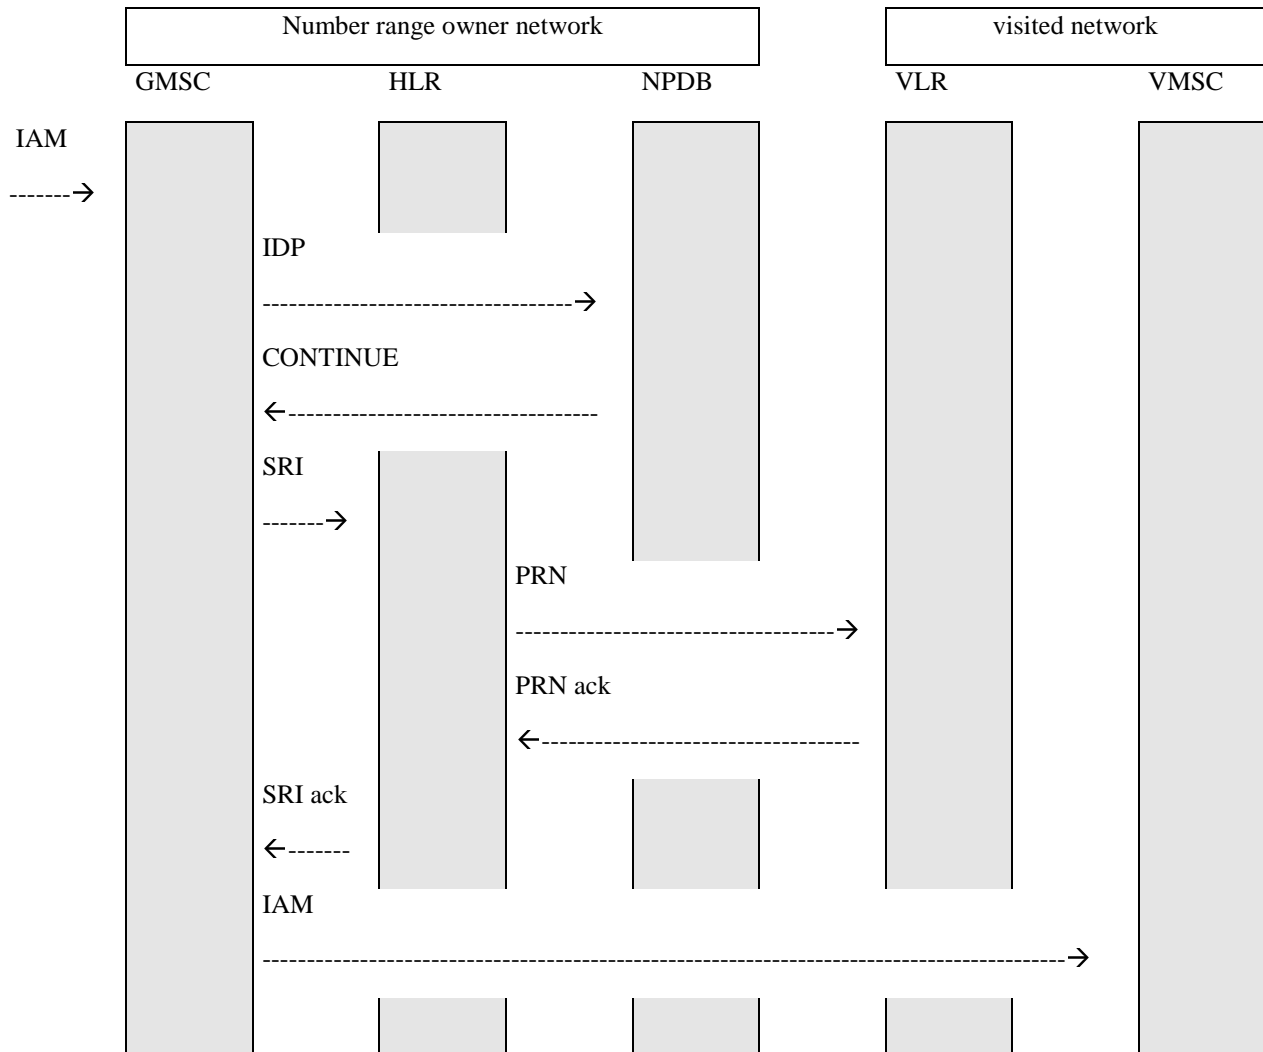 Number range owner network visited network
GMSC HLR NPDB VLR VMSC
IAM
IDP
CONTINUE
SRI
PRN
PRN ack
SRI ack
IAM